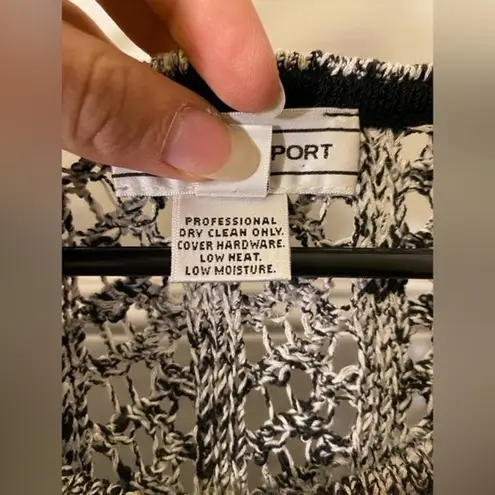 PORT
PROFESSIONAL
DRY CLEAN ONLY.
COVER HARDWARE.
LOW HEAT.
LOW MOISTURE.